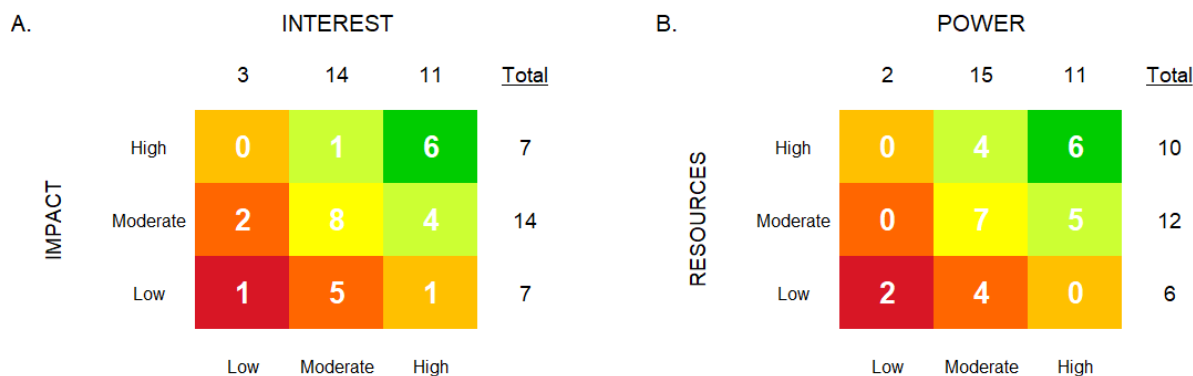 A. INTEREST
3 14 11 Total
High 0 1 6 7
IMPACT
Moderate 2 8 4 14
Low 1 5 1 7
Low Moderate High
B. POWER
2 15 11 Total
High 0 4 6 10
RESOURCES
Moderate 0 7 5 12
Low 2 4 0 6
Low Moderate High